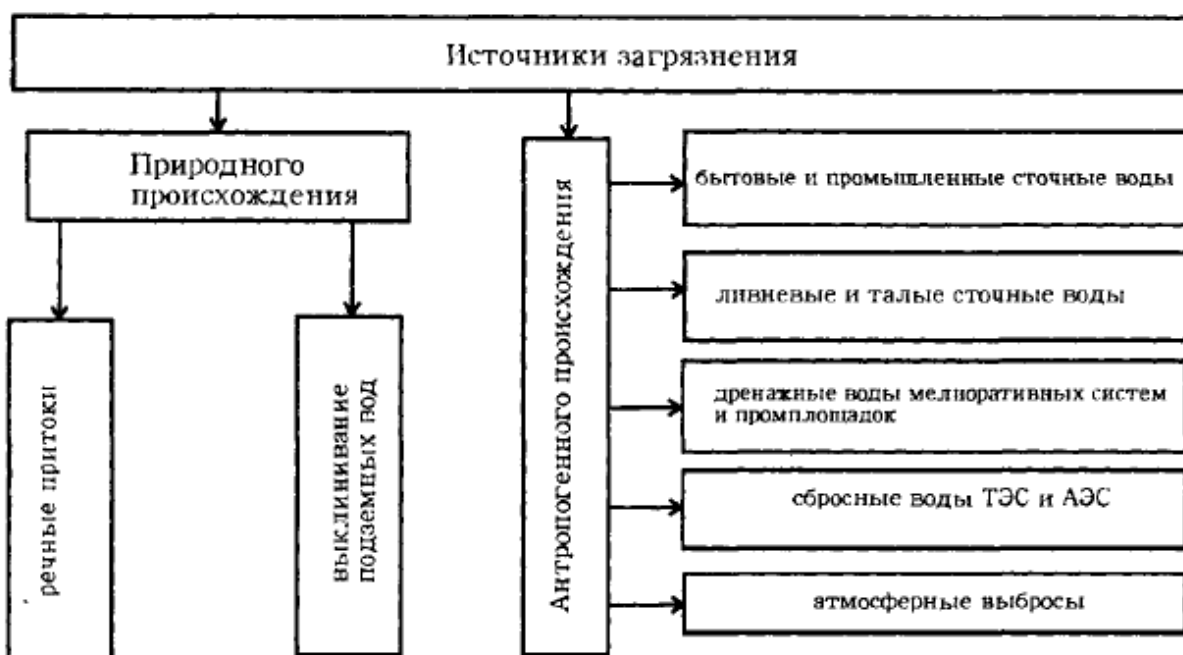 Источники загрязнения
Природного
происхождения
речные притоки
выклинивание
подземных вод
Антропогенного происхождения
бытовые и промышленные сточные воды
ливневые и талые сточные воды
дренажные воды мелиоративных систем
и промплощадок
сбросные воды ТЭС и АЭС
атмосферные выбросы